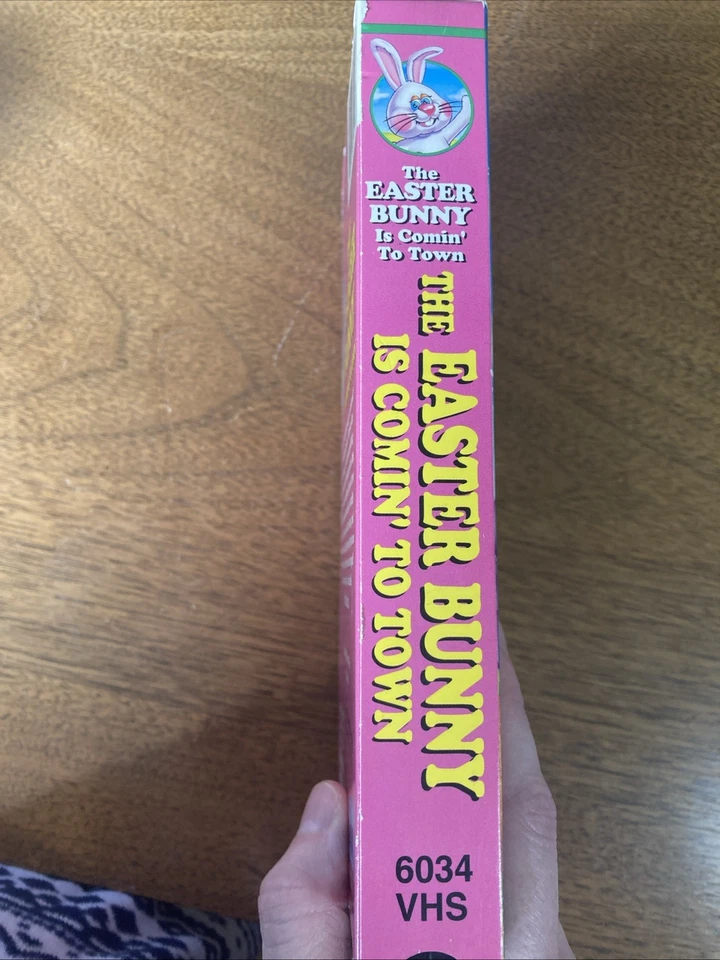 The
EASTER
BUNNY
Is Comin'
To Town
THE EASTER BUNNY
IS COMIN' TO TOWN
6034
VHS